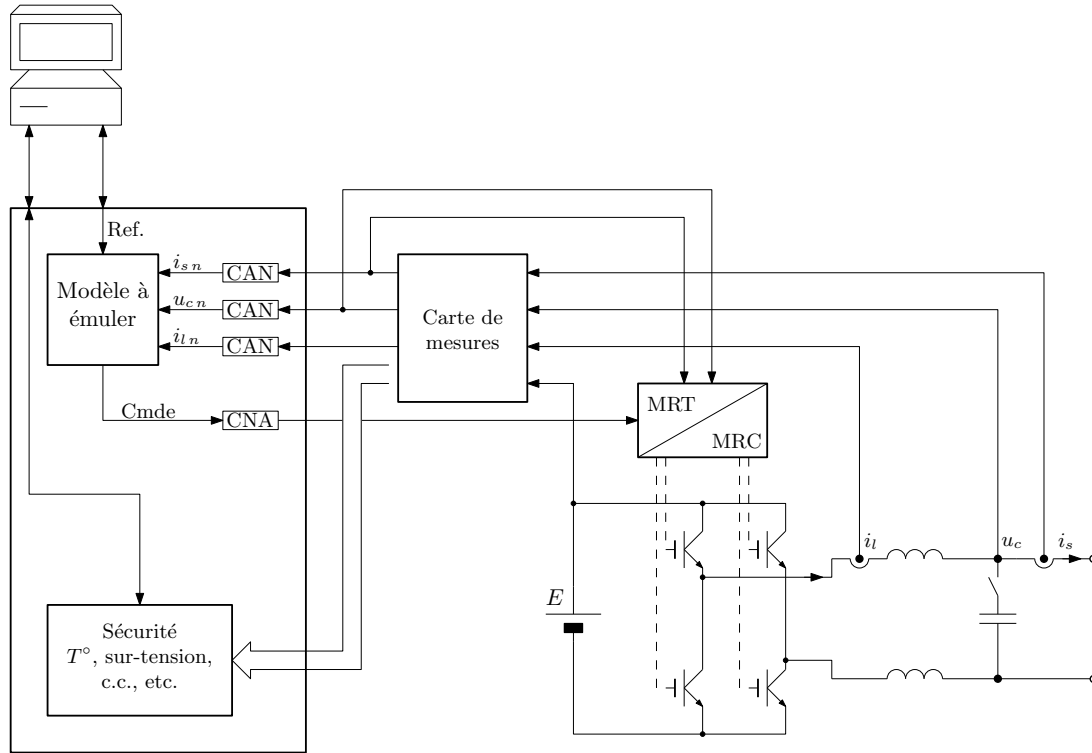 Ref.
Modèle à
émuler
i_{s n}
CAN
u_{c n}
CAN
i_{l n}
CAN
Cmde
CNA
Carte de
mesures
MRT
MRC
E
i_l
u_c
i_s
Sécurité
T°, sur-tension,
c.c., etc.